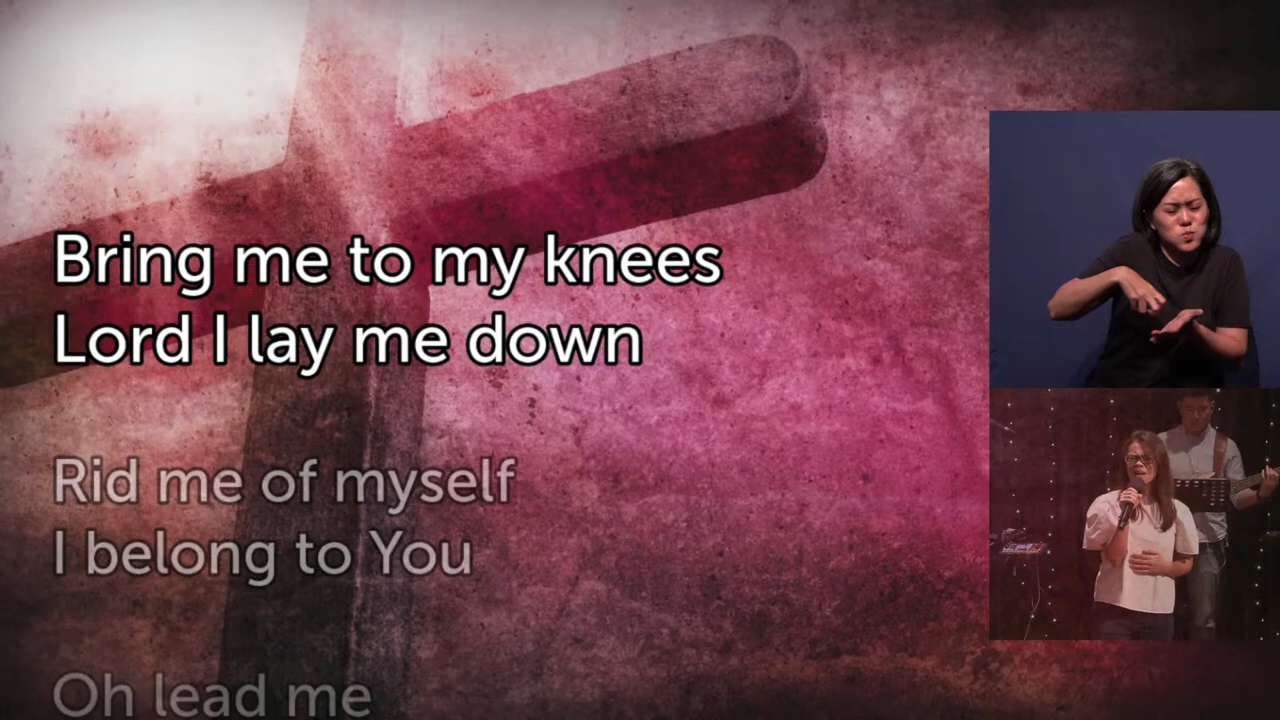 Bring me to my knees
Lord I lay me down
Rid me of myself
I belong to You
Oh lead me